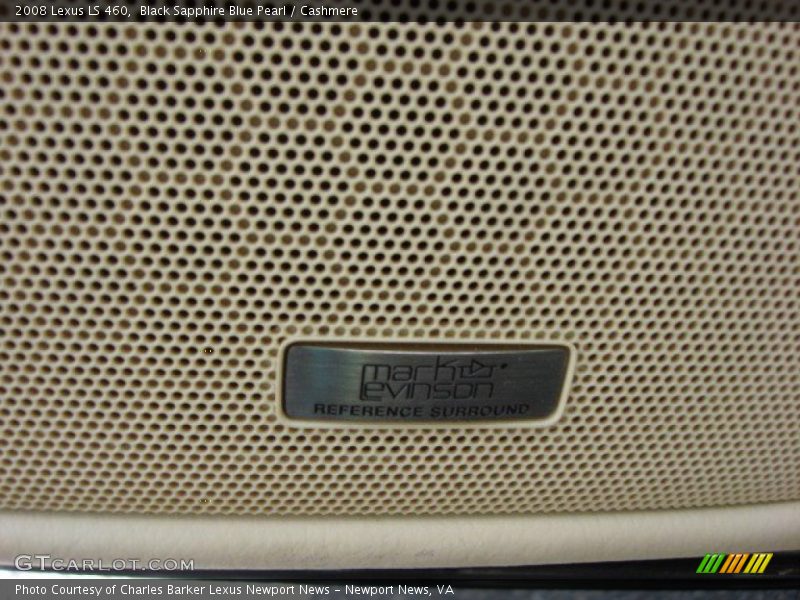 2008 Lexus LS 460, Black Sapphire Blue Pearl / Cashmere
mark
Levinson
REFERENCE SURROUND
GTCARLOT.COM
Photo Courtesy of Charles Barker Lexus Newport News - Newport News, VA